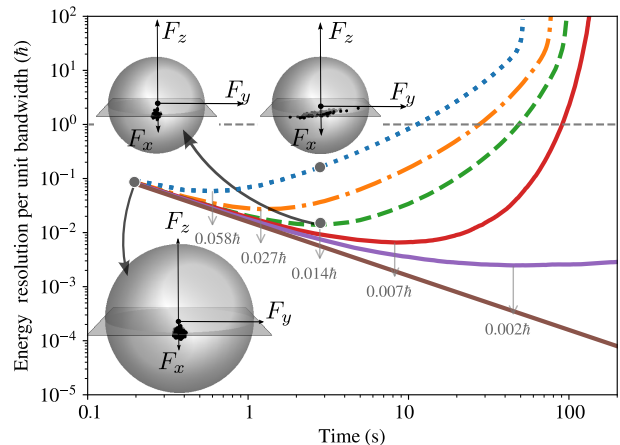 Energy resolution per unit bandwidth (ħ)
10²
10¹
10⁰
10⁻¹
10⁻²
10⁻³
10⁻⁴
10⁻⁵
F_z
F_y
F_x
F_z
F_y
F_x
F_z
F_y
F_x
0.058ħ
0.027ħ
0.014ħ
0.007ħ
0.002ħ
0.1
1
10
100
Time (s)